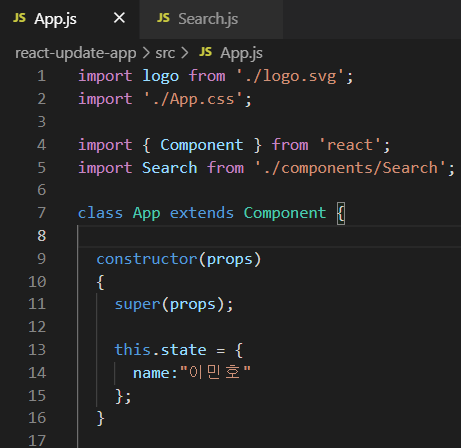 JS App.js × JS Search.js
react-update-app > src > JS App.js
1 import logo from './logo.svg';
2 import './App.css';
3
4 import { Component } from 'react';
5 import Search from './components/Search';
6
7 class App extends Component {
8
9 constructor(props)
10 {
11 super(props);
12
13 this.state = {
14 name:"이민호"
15 };
16 }
17